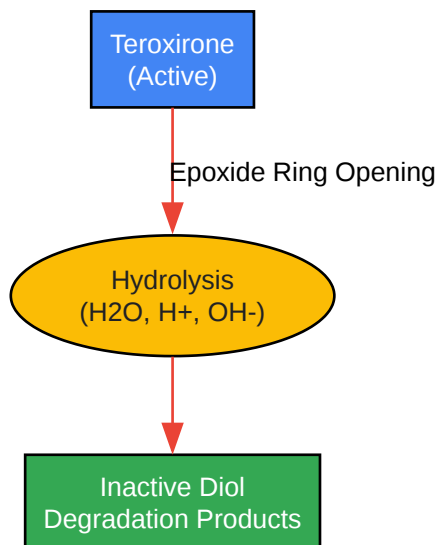 Teroxirone
(Active)
Epoxide Ring Opening
Hydrolysis
(H2O, H+, OH-)
Inactive Diol
Degradation Products